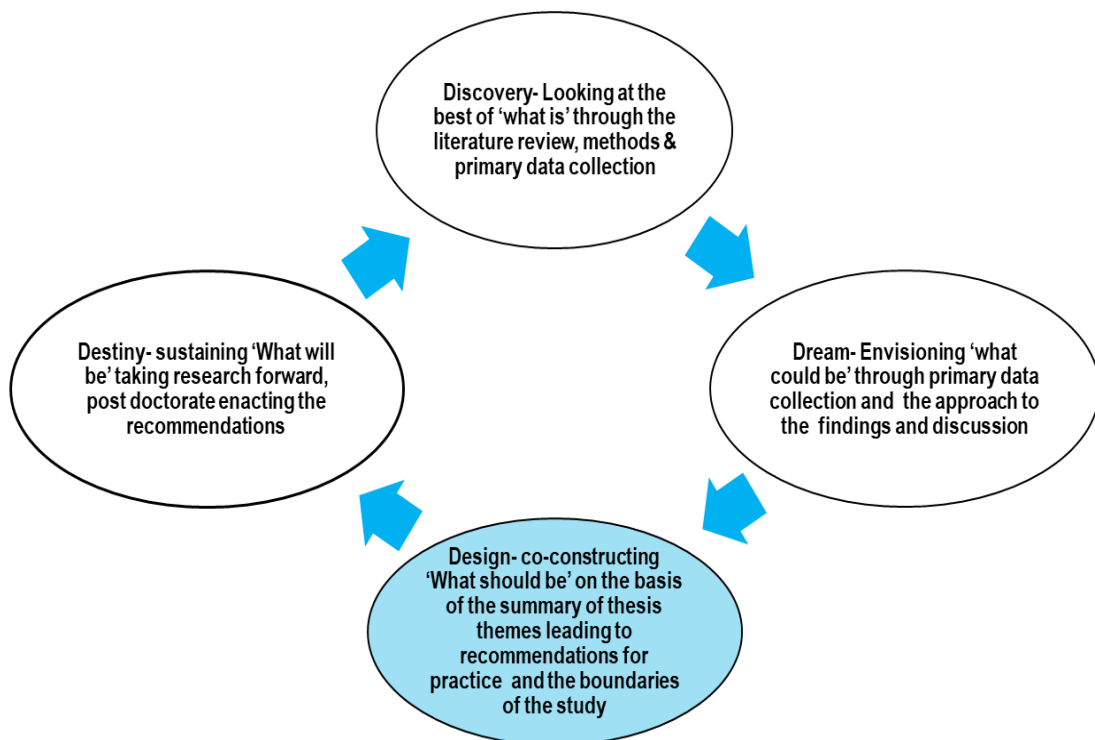 Discovery- Looking at the
best of ‘what is’ through the
literature review, methods &
primary data collection
Dream- Envisioning ‘what
could be’ through primary data
collection and the approach to
the findings and discussion
Design- co-constructing
‘What should be’ on the basis
of the summary of thesis
themes leading to
recommendations for
practice and the boundaries
of the study
Destiny- sustaining ‘What will
be’ taking research forward,
post doctorate enacting the
recommendations